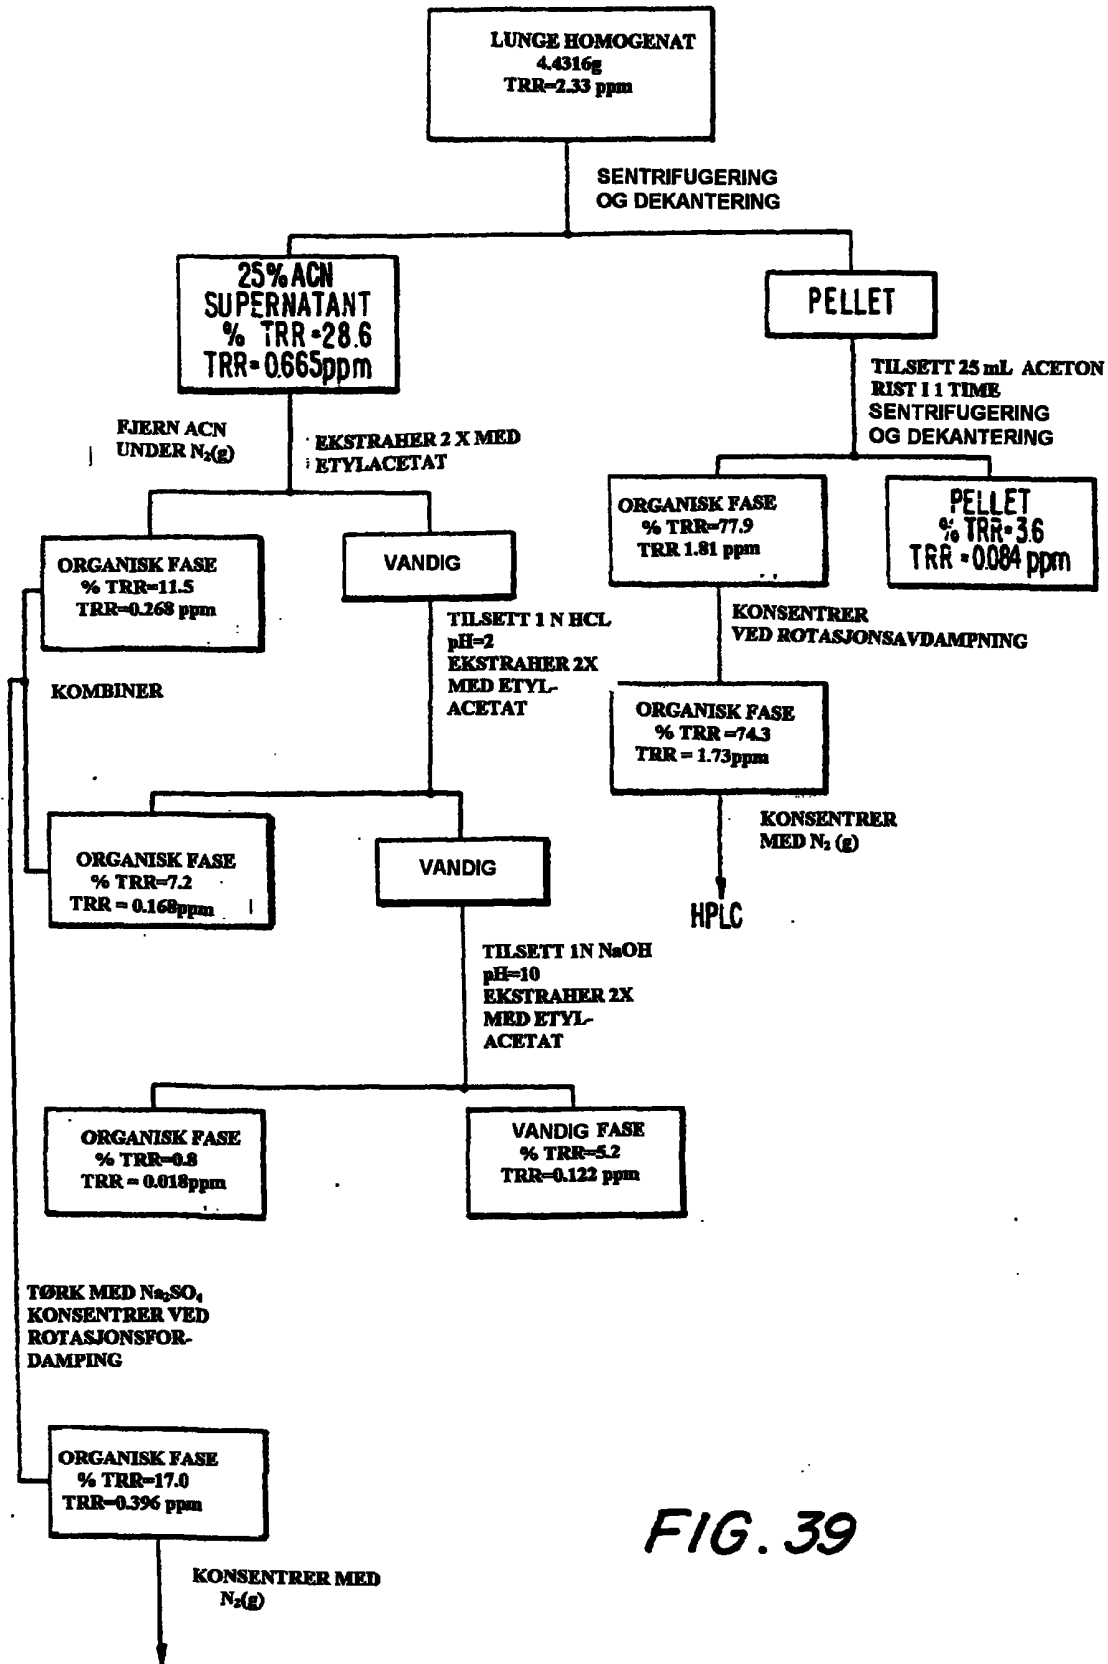 LUNGE HOMOGENAT
4.4316g
TRR=2.33 ppm
SENTRIFUGERING
OG DEKANTERING
25% ACN
SUPERNATANT
% TRR=28.6
TRR=0.665ppm
PELLET
TILSETT 25 mL ACETON
RIST I 1 TIME
SENTRIFUGERING
OG DEKANTERING
FJERN ACN
UNDER N₂(g)
EKSTRAHER 2 X MED
ETYLACETAT
ORGANISK FASE
% TRR=77.9
TRR 1.81 ppm
PELLET
% TRR=3.6
TRR=0.084 ppm
ORGANISK FASE
% TRR=11.5
TRR=0.268 ppm
VANDIG
KONSENTRER
VED ROTASJONSAVDAMPNING
TILSETT 1 N HCL
pH=2
EKSTRAHER 2X
MED ETYL-
ACETAT
KOMBINER
ORGANISK FASE
% TRR=74.3
TRR = 1.73ppm
KONSENTRER
MED N₂ (g)
HPLC
ORGANISK FASE
% TRR=7.2
TRR = 0.168ppm
VANDIG
TILSETT 1N NaOH
pH=10
EKSTRAHER 2X
MED ETYL-
ACETAT
ORGANISK FASE
% TRR=0.8
TRR = 0.018ppm
VANDIG FASE
% TRR=5.2
TRR=0.122 ppm
TØRK MED Na₂SO₄
KONSENTRER VED
ROTASJONSFOR-
DAMPING
ORGANISK FASE
% TRR=17.0
TRR=0.396 ppm
KONSENTRER MED
N₂(g)
FIG. 39